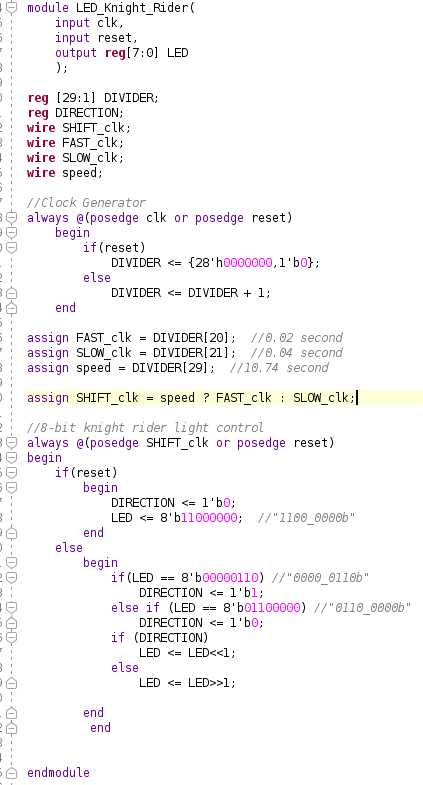 module LED_Knight_Rider(
    input clk,
    input reset,
    output reg[7:0] LED
    );

reg [29:1] DIVIDER;
reg DIRECTION;
wire SHIFT_clk;
wire FAST_clk;
wire SLOW_clk;
wire speed;

//Clock Generator
always @(posedge clk or posedge reset)
    begin
        if(reset)
            DIVIDER <= {28'h0000000,1'b0};
        else
            DIVIDER <= DIVIDER + 1;
    end

assign FAST_clk = DIVIDER[20];  //0.02 second
assign SLOW_clk = DIVIDER[21];  //0.04 second
assign speed = DIVIDER[29];  //10.74 second

assign SHIFT_clk = speed ? FAST_clk : SLOW_clk;

//8-bit knight rider light control
always @(posedge SHIFT_clk or posedge reset)
begin
    if(reset)
        begin
            DIRECTION <= 1'b0;
            LED <= 8'b11000000;  //"1100_0000b"
        end
    else
        begin
            if(LED == 8'b00000110) //"0000_0110b"
                DIRECTION <= 1'b1;
            else if (LED == 8'b01100000) //"0110_0000b"
                DIRECTION <= 1'b0;
            if (DIRECTION)
                LED <= LED<<1;
            else
                LED <= LED>>1;

        end
         end


endmodule